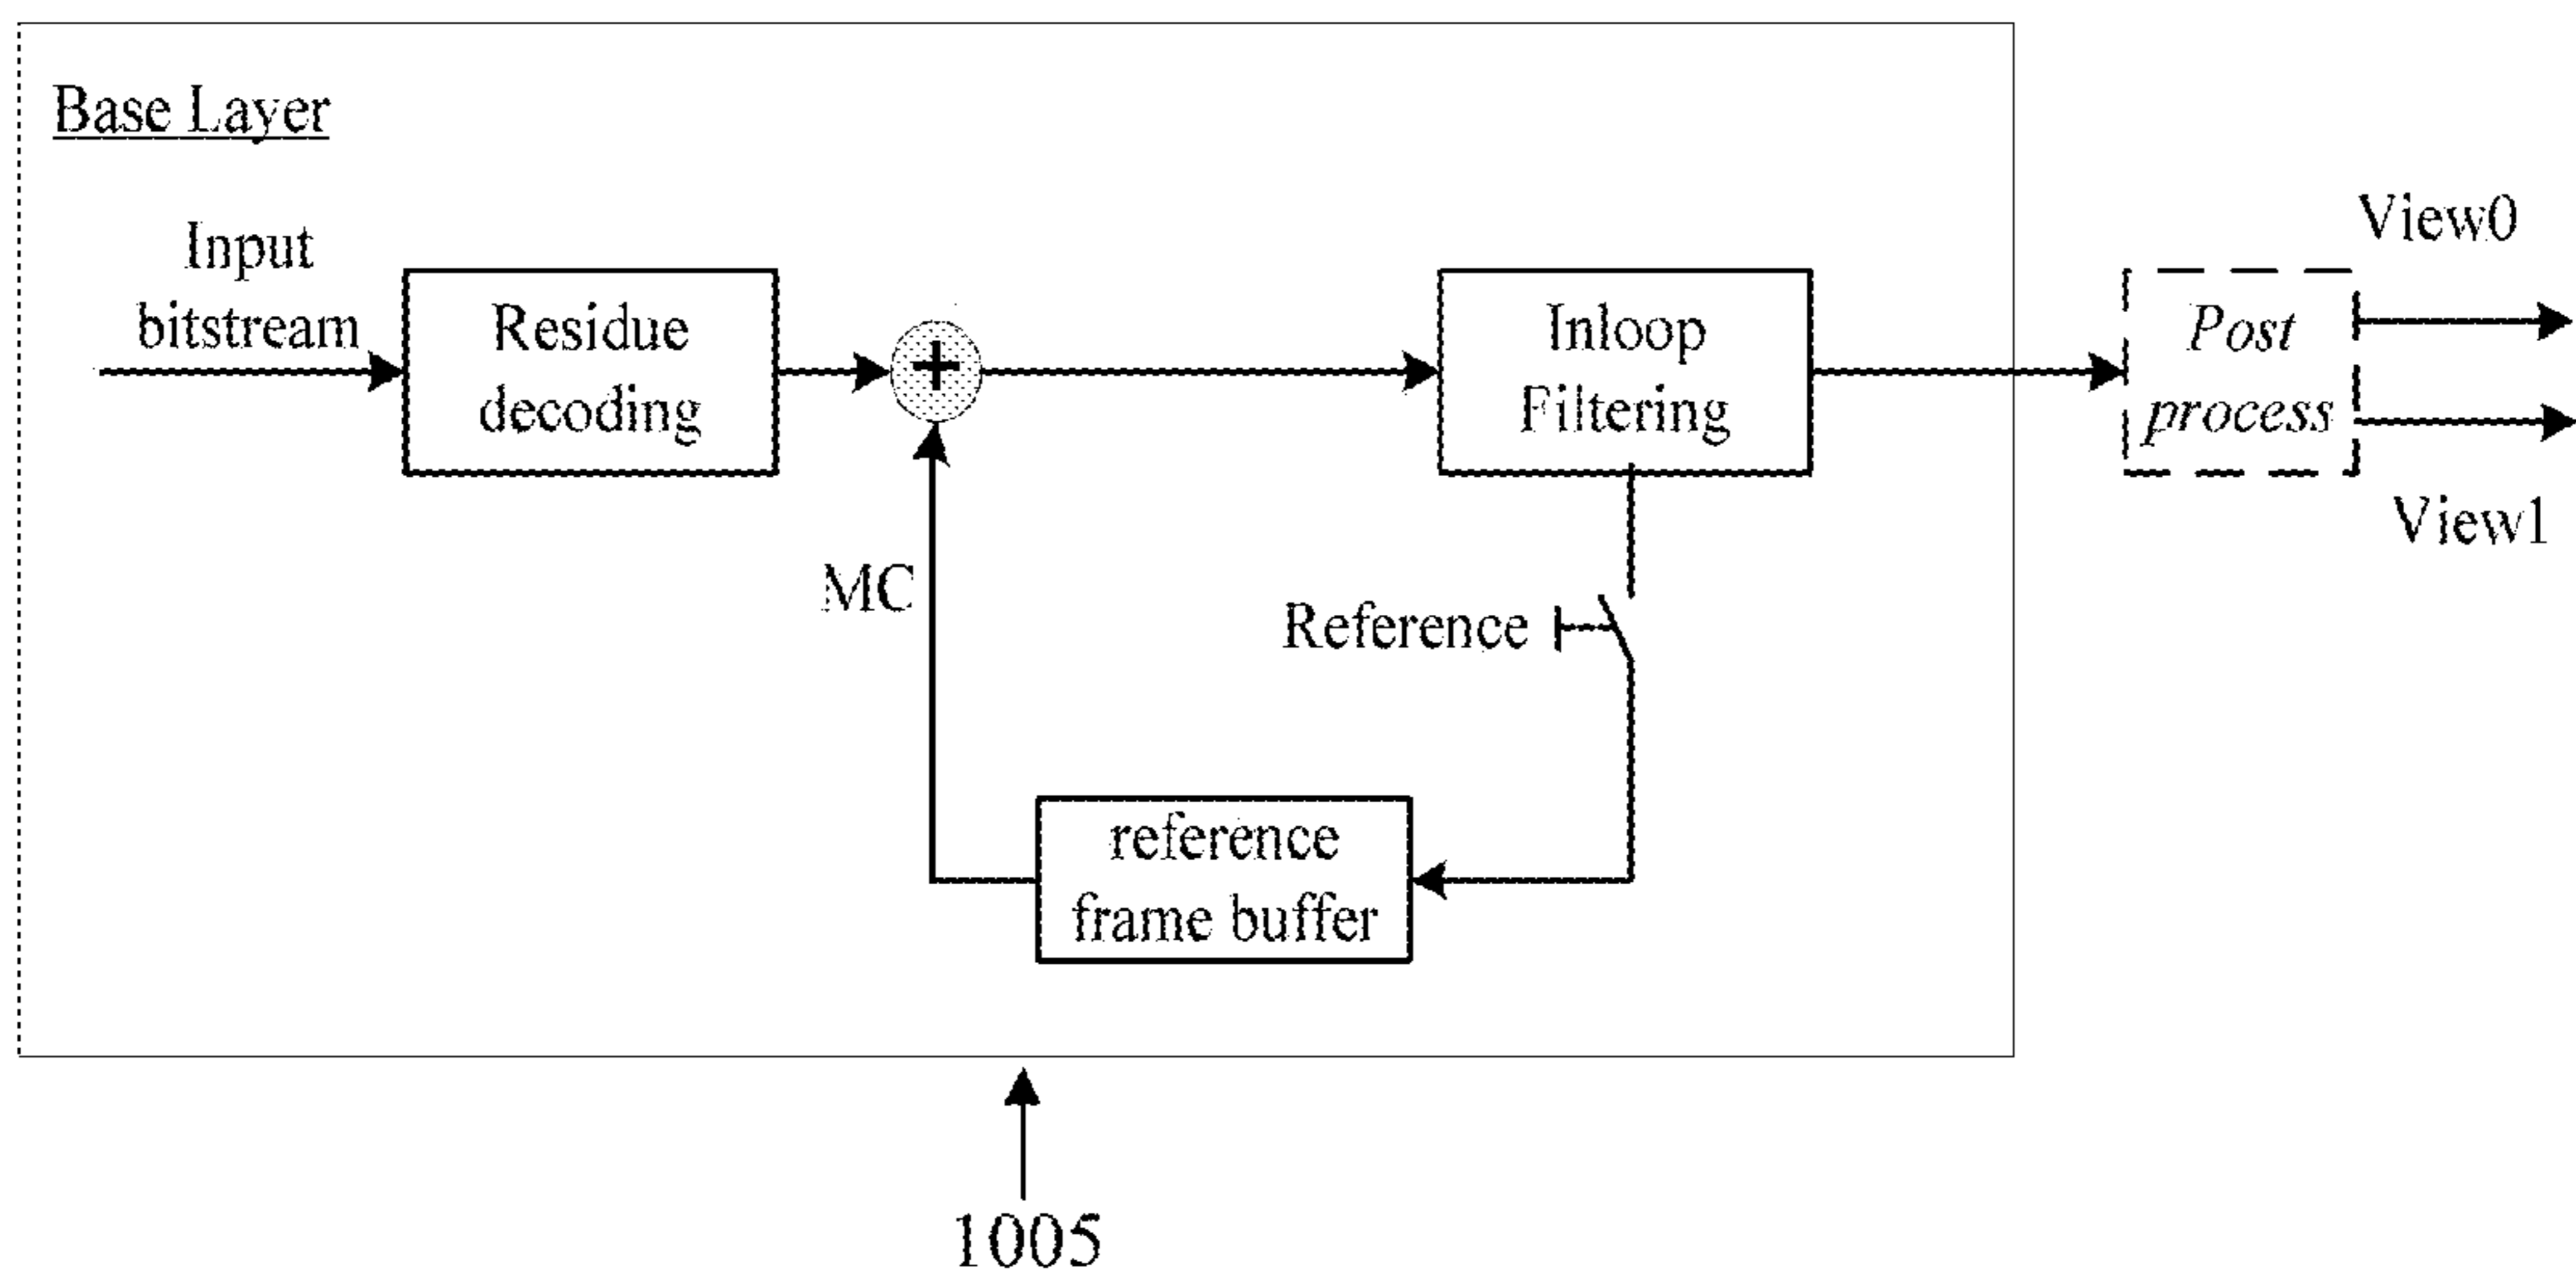 Base Layer
Input
bitstream
Residue
decoding
+
Inloop
Filtering
Post
process
View0
View1
MC
Reference
reference
frame buffer
1005